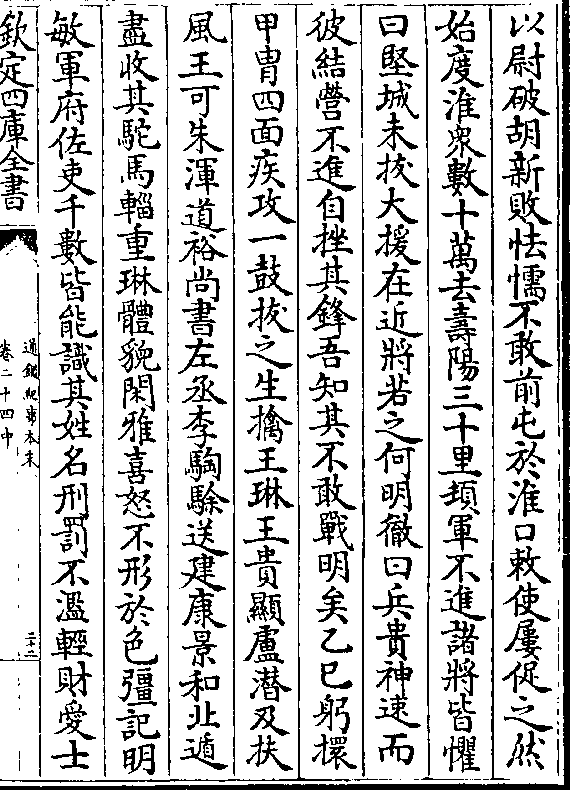 以尉破胡新敗怯懦不敢前屯於淮口敕使屢促之然
始度淮衆數十萬去壽陽三十里頓軍不進諸將皆懼
曰堅城未拔大援在近將若之何明徹曰兵貴神速而
彼結營不進自挫其鋒吾知其不敢戰明矣乙巳躬擐
甲胄四面疾攻一鼓拔之生擒王琳王貴顯盧潜及扶
風王可朱渾道裕尚書左丞李騊駼送建康景和北遁
盡收其駝馬輜重琳體貌閑雅喜怒不形於色彊記明
敏軍府佐吏千數皆能識其姓名刑罰不濫輕財愛士
欽定四庫全書
通鑑紀事本末
卷二十四中
二十二